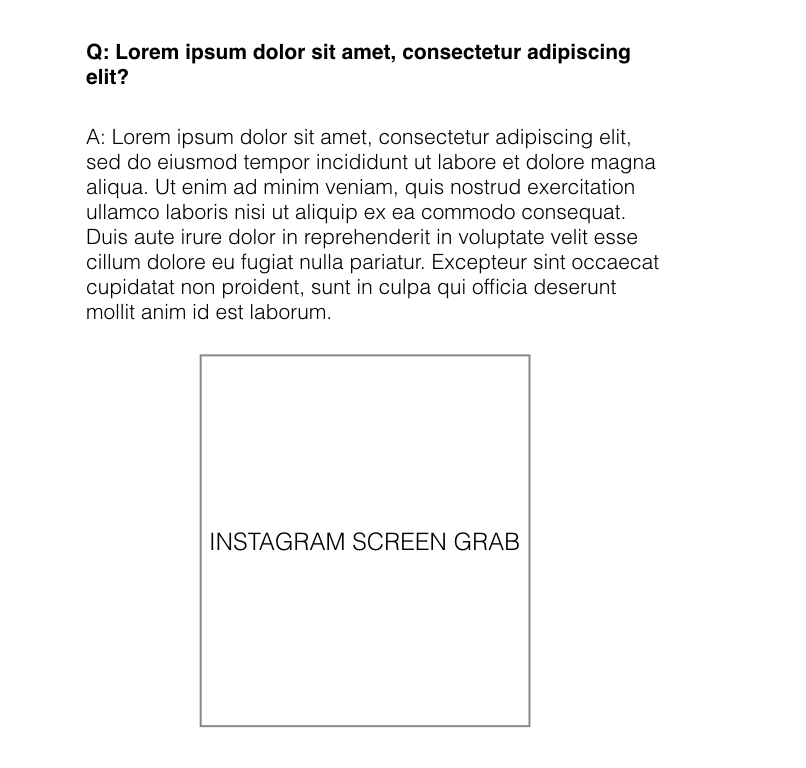 Q: Lorem ipsum dolor sit amet, consectetur adipiscing
elit?
A: Lorem ipsum dolor sit amet, consectetur adipiscing elit,
sed do eiusmod tempor incididunt ut labore et dolore magna
aliqua. Ut enim ad minim veniam, quis nostrud exercitation
ullamco laboris nisi ut aliquip ex ea commodo consequat.
Duis aute irure dolor in reprehenderit in voluptate velit esse
cillum dolore eu fugiat nulla pariatur. Excepteur sint occaecat
cupidatat non proident, sunt in culpa qui officia deserunt
mollit anim id est laborum.
INSTAGRAM SCREEN GRAB